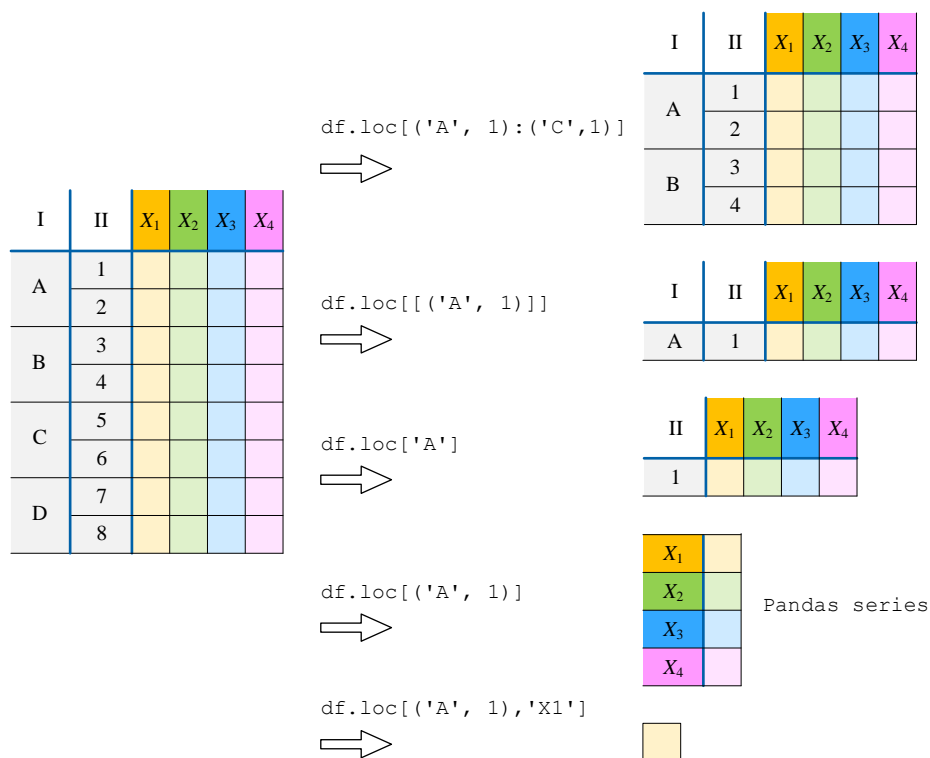 I II X1 X2 X3 X4
A 1
2
B 3
4
C 5
6
D 7
8
df.loc[('A', 1):('C',1)]
I II X1 X2 X3 X4
A 1
2
B 3
4
df.loc[[('A', 1)]]
I II X1 X2 X3 X4
A 1
df.loc['A']
II X1 X2 X3 X4
1
df.loc[('A', 1)]
X1
X2
X3
X4
Pandas series
df.loc[('A', 1),'X1']